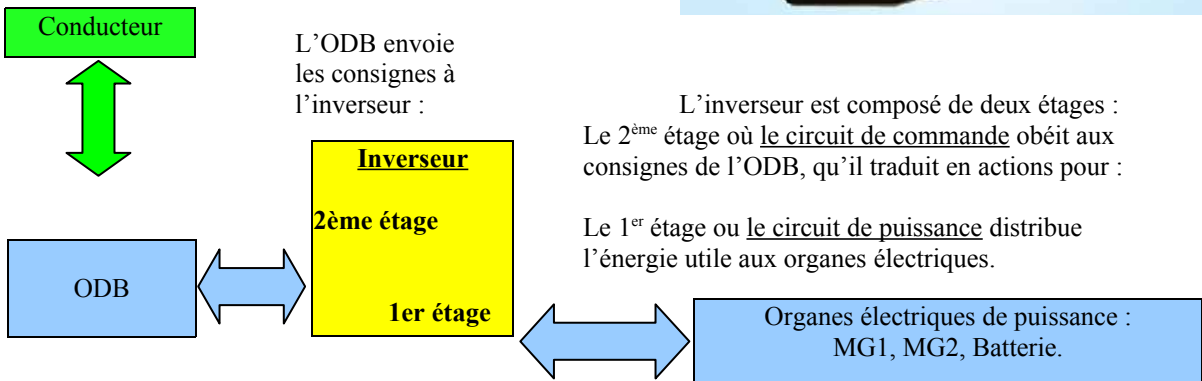 Conducteur
L’ODB envoie
les consignes à
l’inverseur :
L’inverseur est composé de deux étages :
Le 2ème étage où le circuit de commande obéit aux
consignes de l’ODB, qu’il traduit en actions pour :
Le 1er étage ou le circuit de puissance distribue
l’énergie utile aux organes électriques.
Inverseur
2ème étage
1er étage
ODB
Organes électriques de puissance :
MG1, MG2, Batterie.